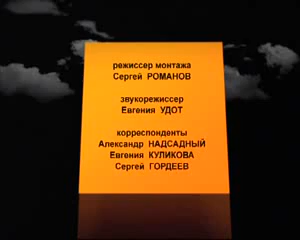 режиссер монтажа
Сергей РОМАНОВ
звукорежиссер
Евгения УДОТ
корреспонденты
Александр НАДСАДНЫЙ
Евгения КУЛИКОВА
Сергей ГОРДЕЕВ